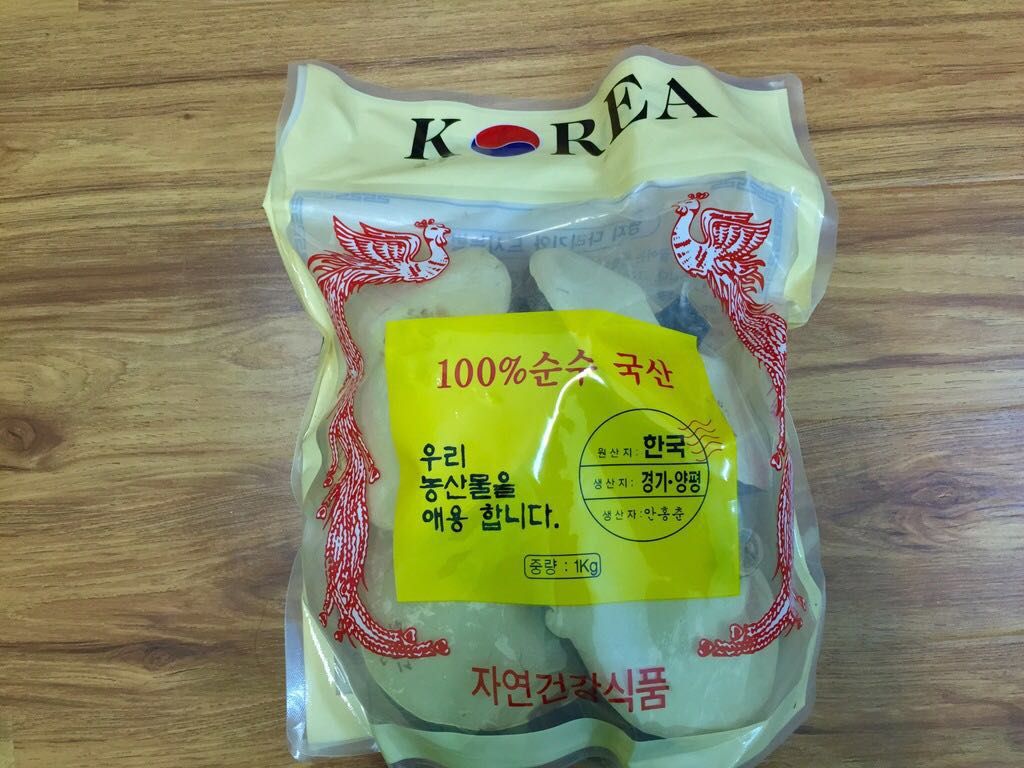 KOREA
100%순수 국산
우리
농산물을
애용 합니다.
원산지: 한국
생산지: 경기·양평
생산자: 안홍춘
중량 : 1Kg
자연건강식품